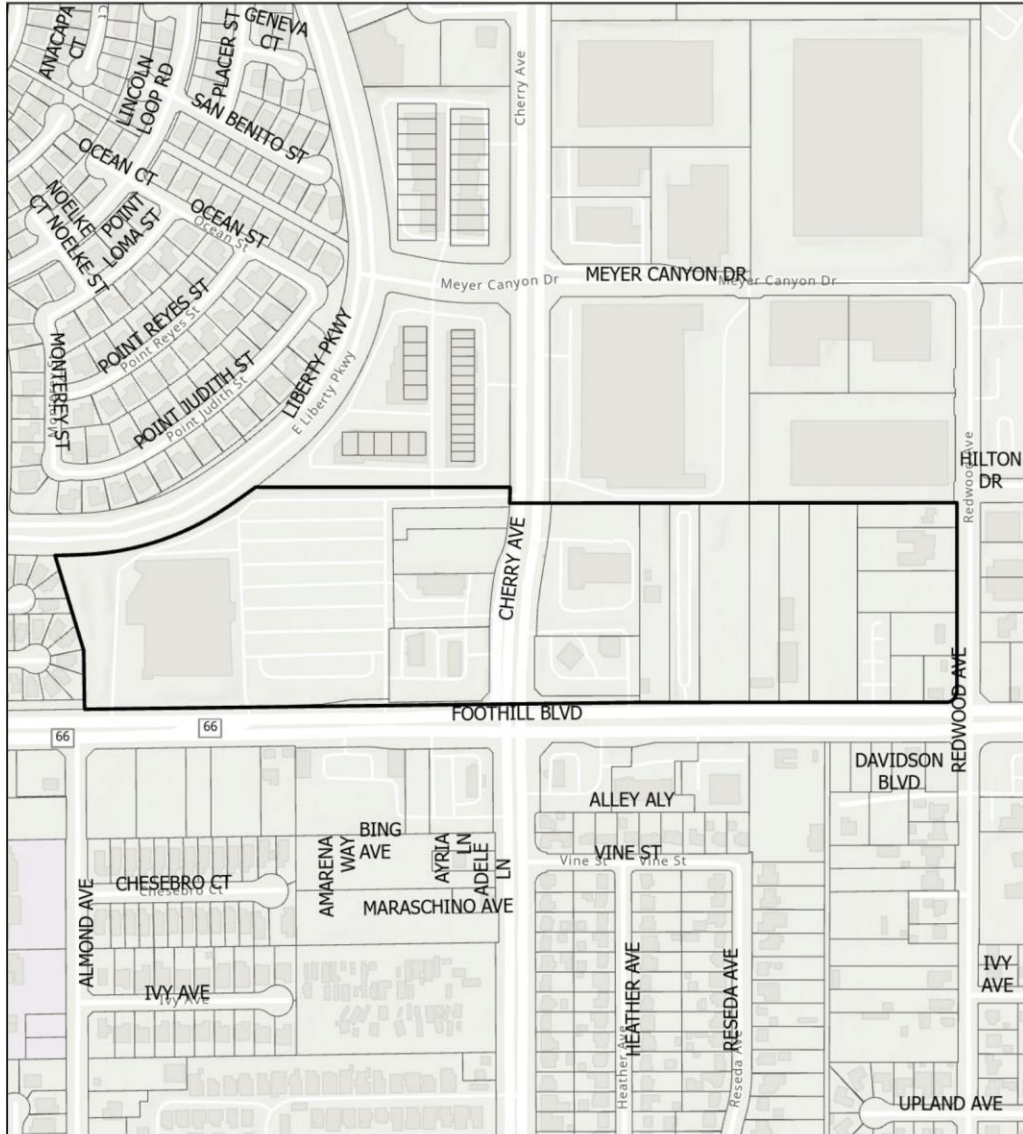 ANACAPA
CT
Ct
LINCOLN
LOOP RD
PLACER ST
GENEVA
CT
SAN BENITO ST
Cherry Ave
OCEAN CT
NOELKE
CT
NOELKE ST
POINT
LOMA ST
OCEAN ST
Ocean St
Meyer Canyon Dr
MEYER CANYON DR
Meyer Canyon Dr
POINT REYES ST
Point Reyes St
MONTEREY ST
POINT JUDITH ST
Point Judith St
LIBERTY PKWY
E Liberty Pkwy
HILTON
DR
Redwood Ave
CHERRY AVE
REDWOOD AVE
FOOTHILL BLVD
66
66
DAVIDSON
BLVD
ALLEY ALY
BING
AVE
AMARENA
WAY
AYRIA
LN
ADELE
LN
Vine St
VINE ST
Vine St
CHESEBRO CT
Chesebro Ct
MARASCHINO AVE
ALMOND AVE
IVY AVE
Ivy Ave
HEATHER AVE
Heather Ave
RESEDA AVE
Reseda Ave
IVY
AVE
UPLAND AVE